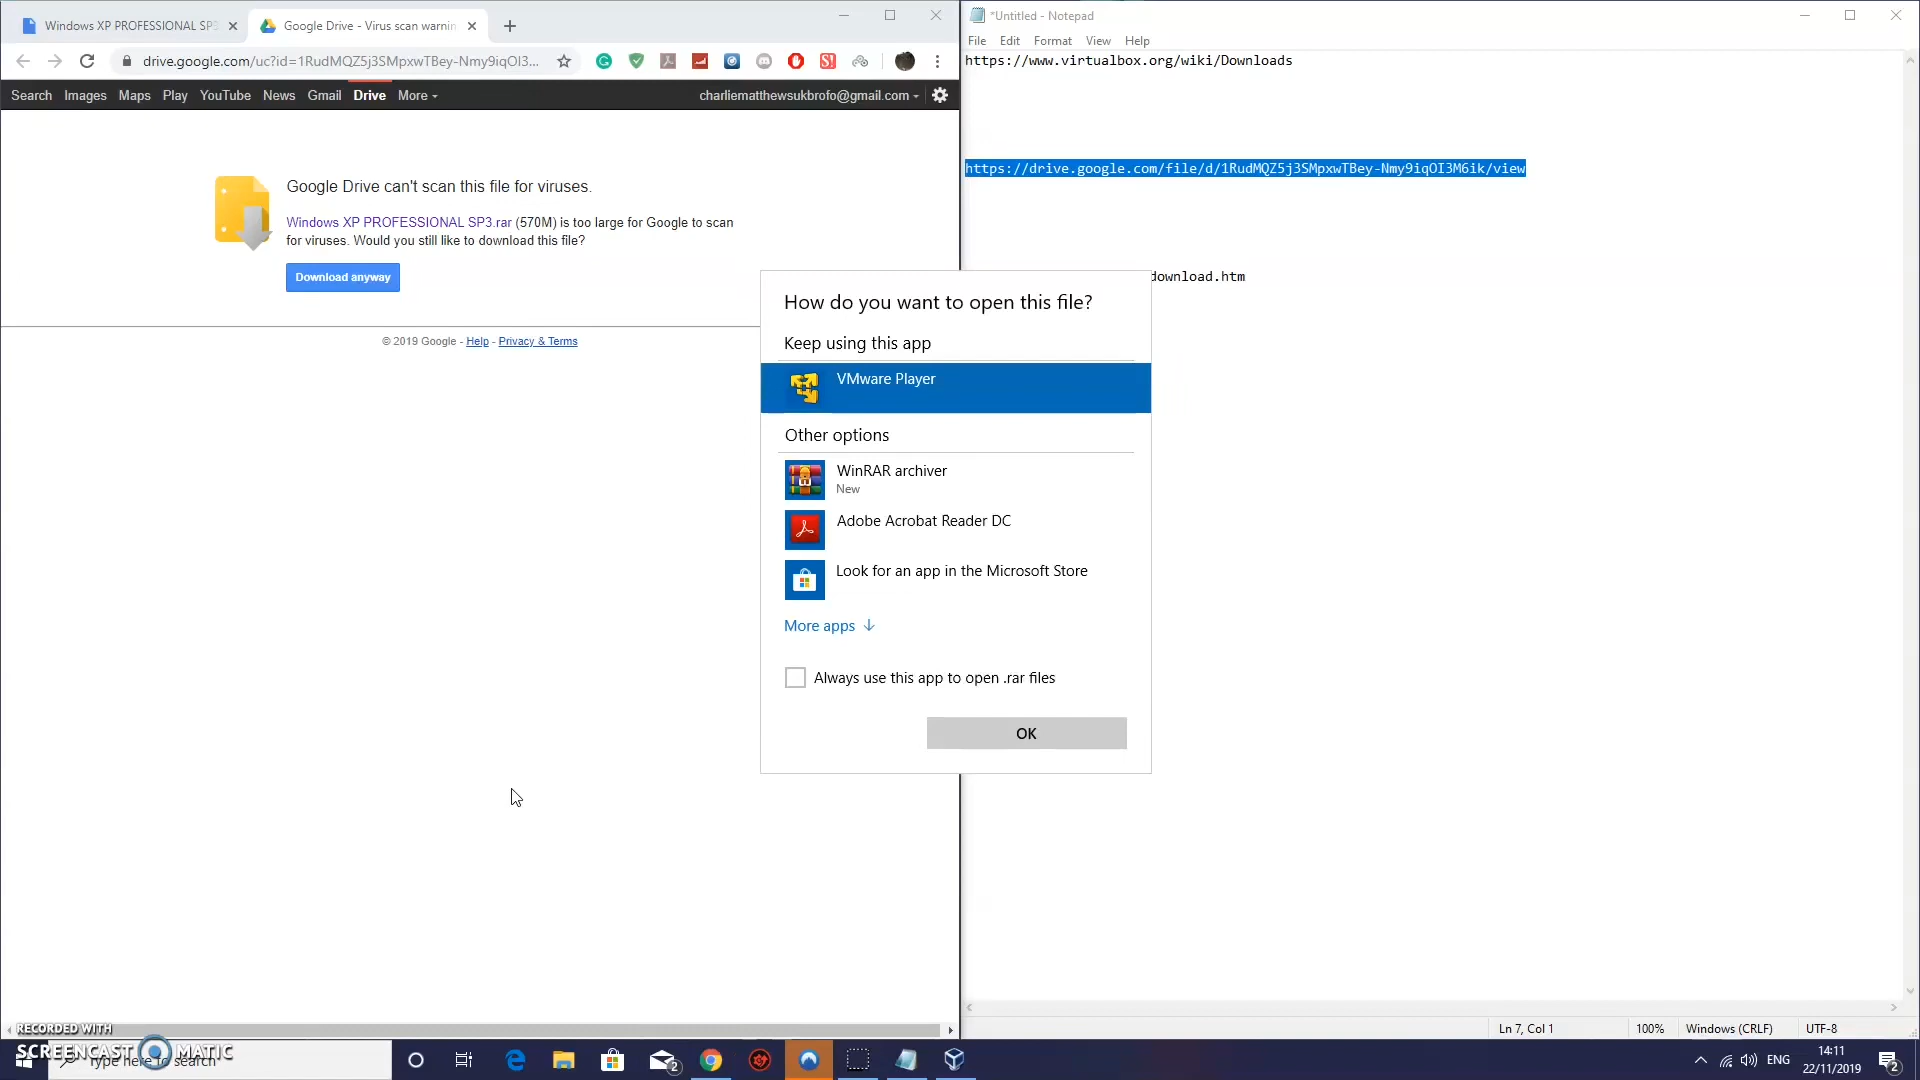 Windows XP PROFESSIONAL SP3
Google Drive - Virus scan warnin
*Untitled - Notepad
drive.google.com/uc?id=1RudMQZ5j3SMpxwTBey-Nmy9iqOI3...
File Edit Format View Help
https://www.virtualbox.org/wiki/Downloads
Search Images Maps Play YouTube News Gmail Drive More
charliematthewsukbrofo@gmail.com
https://drive.google.com/file/d/1RudMQZ5j3SMpxwTBey-Nmy9iqOI3M6ik/view
Google Drive can't scan this file for viruses.
Windows XP PROFESSIONAL SP3.rar (570M) is too large for Google to scan
for viruses. Would you still like to download this file?
Download anyway
download.htm
© 2019 Google - Help - Privacy & Terms
How do you want to open this file?
Keep using this app
VMware Player
Other options
WinRAR archiver
New
Adobe Acrobat Reader DC
Look for an app in the Microsoft Store
More apps
Always use this app to open .rar files
OK
Ln 7, Col 1
100%
Windows (CRLF)
UTF-8
RECORDED WITH
SCREENCAST MATIC
Type here to search
2
ENG
14:11
22/11/2019
2